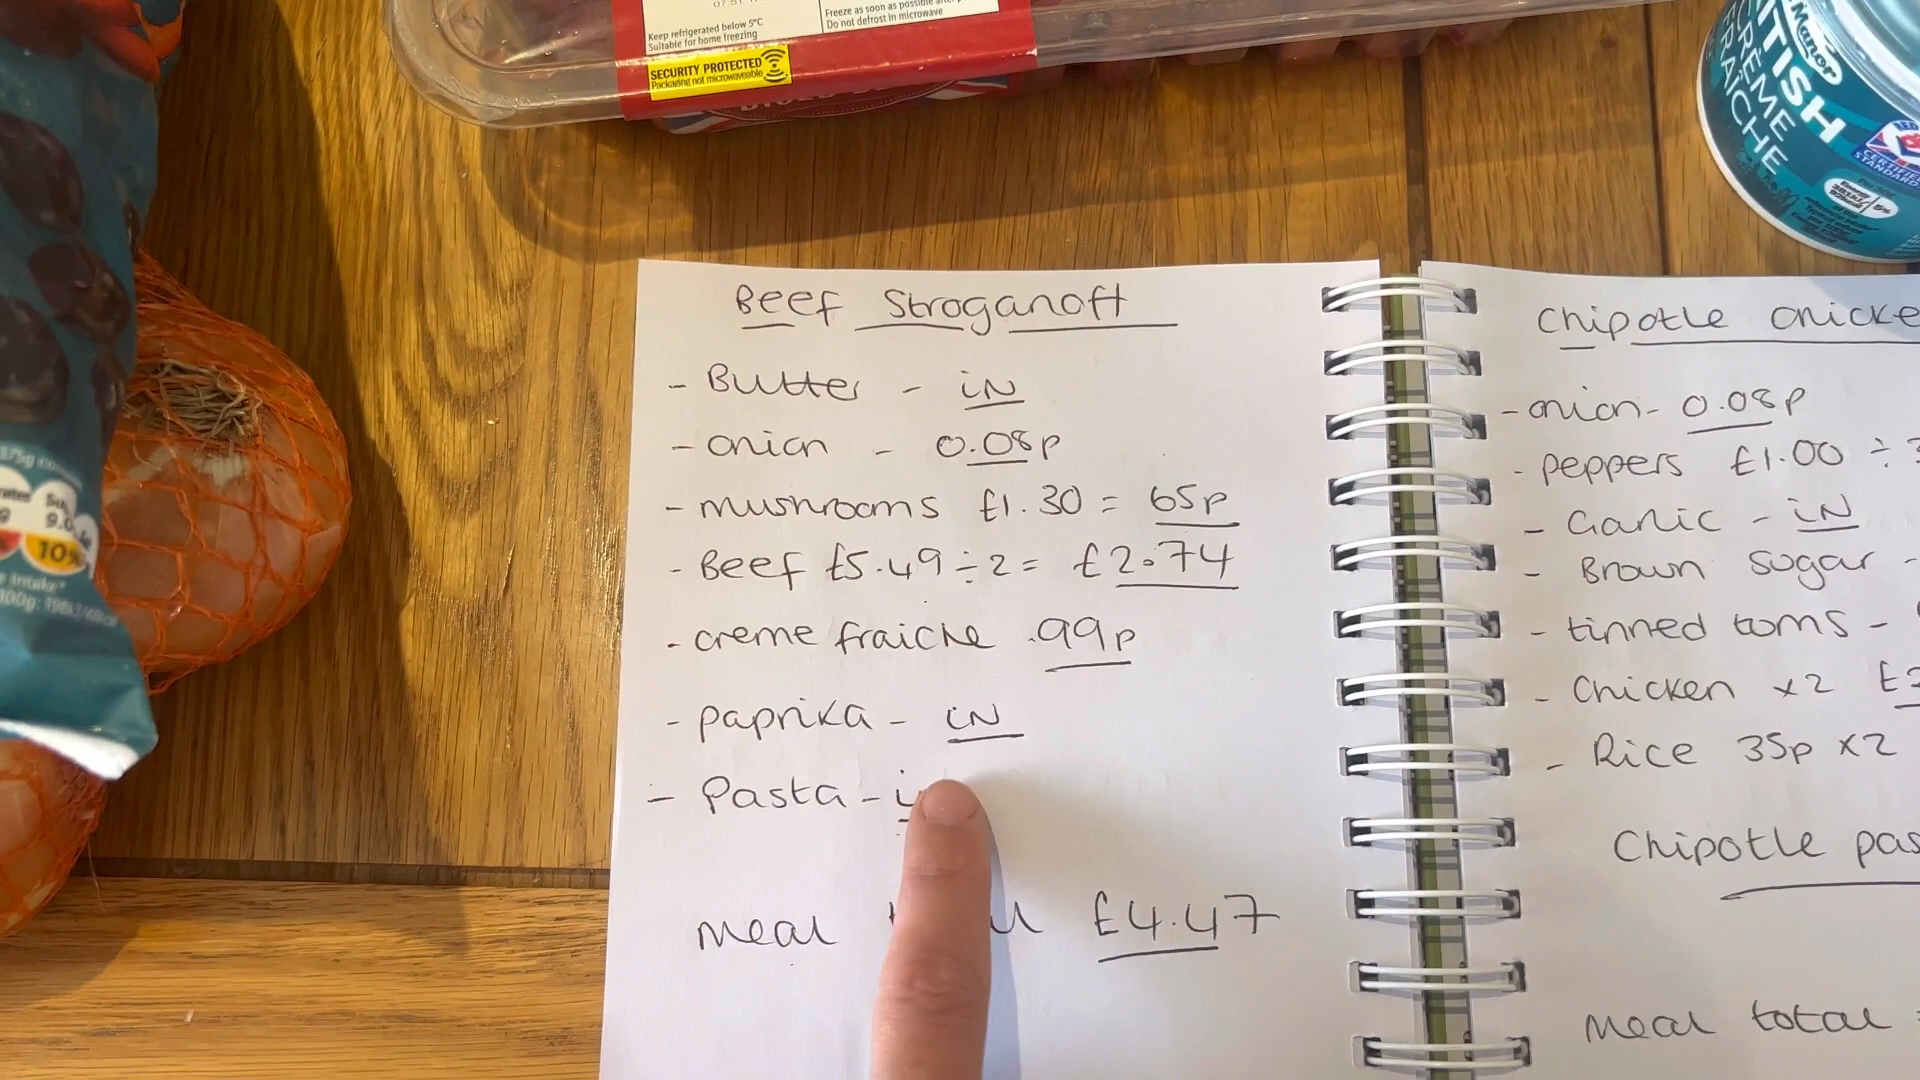 Keep refrigerated below 5°C
Suitable for home freezing
Freeze as soon as possible
Do not defrost in microwave
SECURITY PROTECTED
Packaging not microwaveable
CRÈME
FRAÎCHE
Beef Stroganoff
- Butter - iN
- onion - 0.08p
- mushrooms £1.30 = 65p
- Beef £5.49 ÷ 2 = £2.74
- creme fraiche .99p
- paprika - iN
- Pasta -
meal £4.47
Chipotle
- onion - 0.08p
- peppers £1.00 ÷
- Garlic - iN
- Brown sugar -
- tinned toms -
- Chicken x2
- Rice 35p x2
Chipotle
meal total
10%